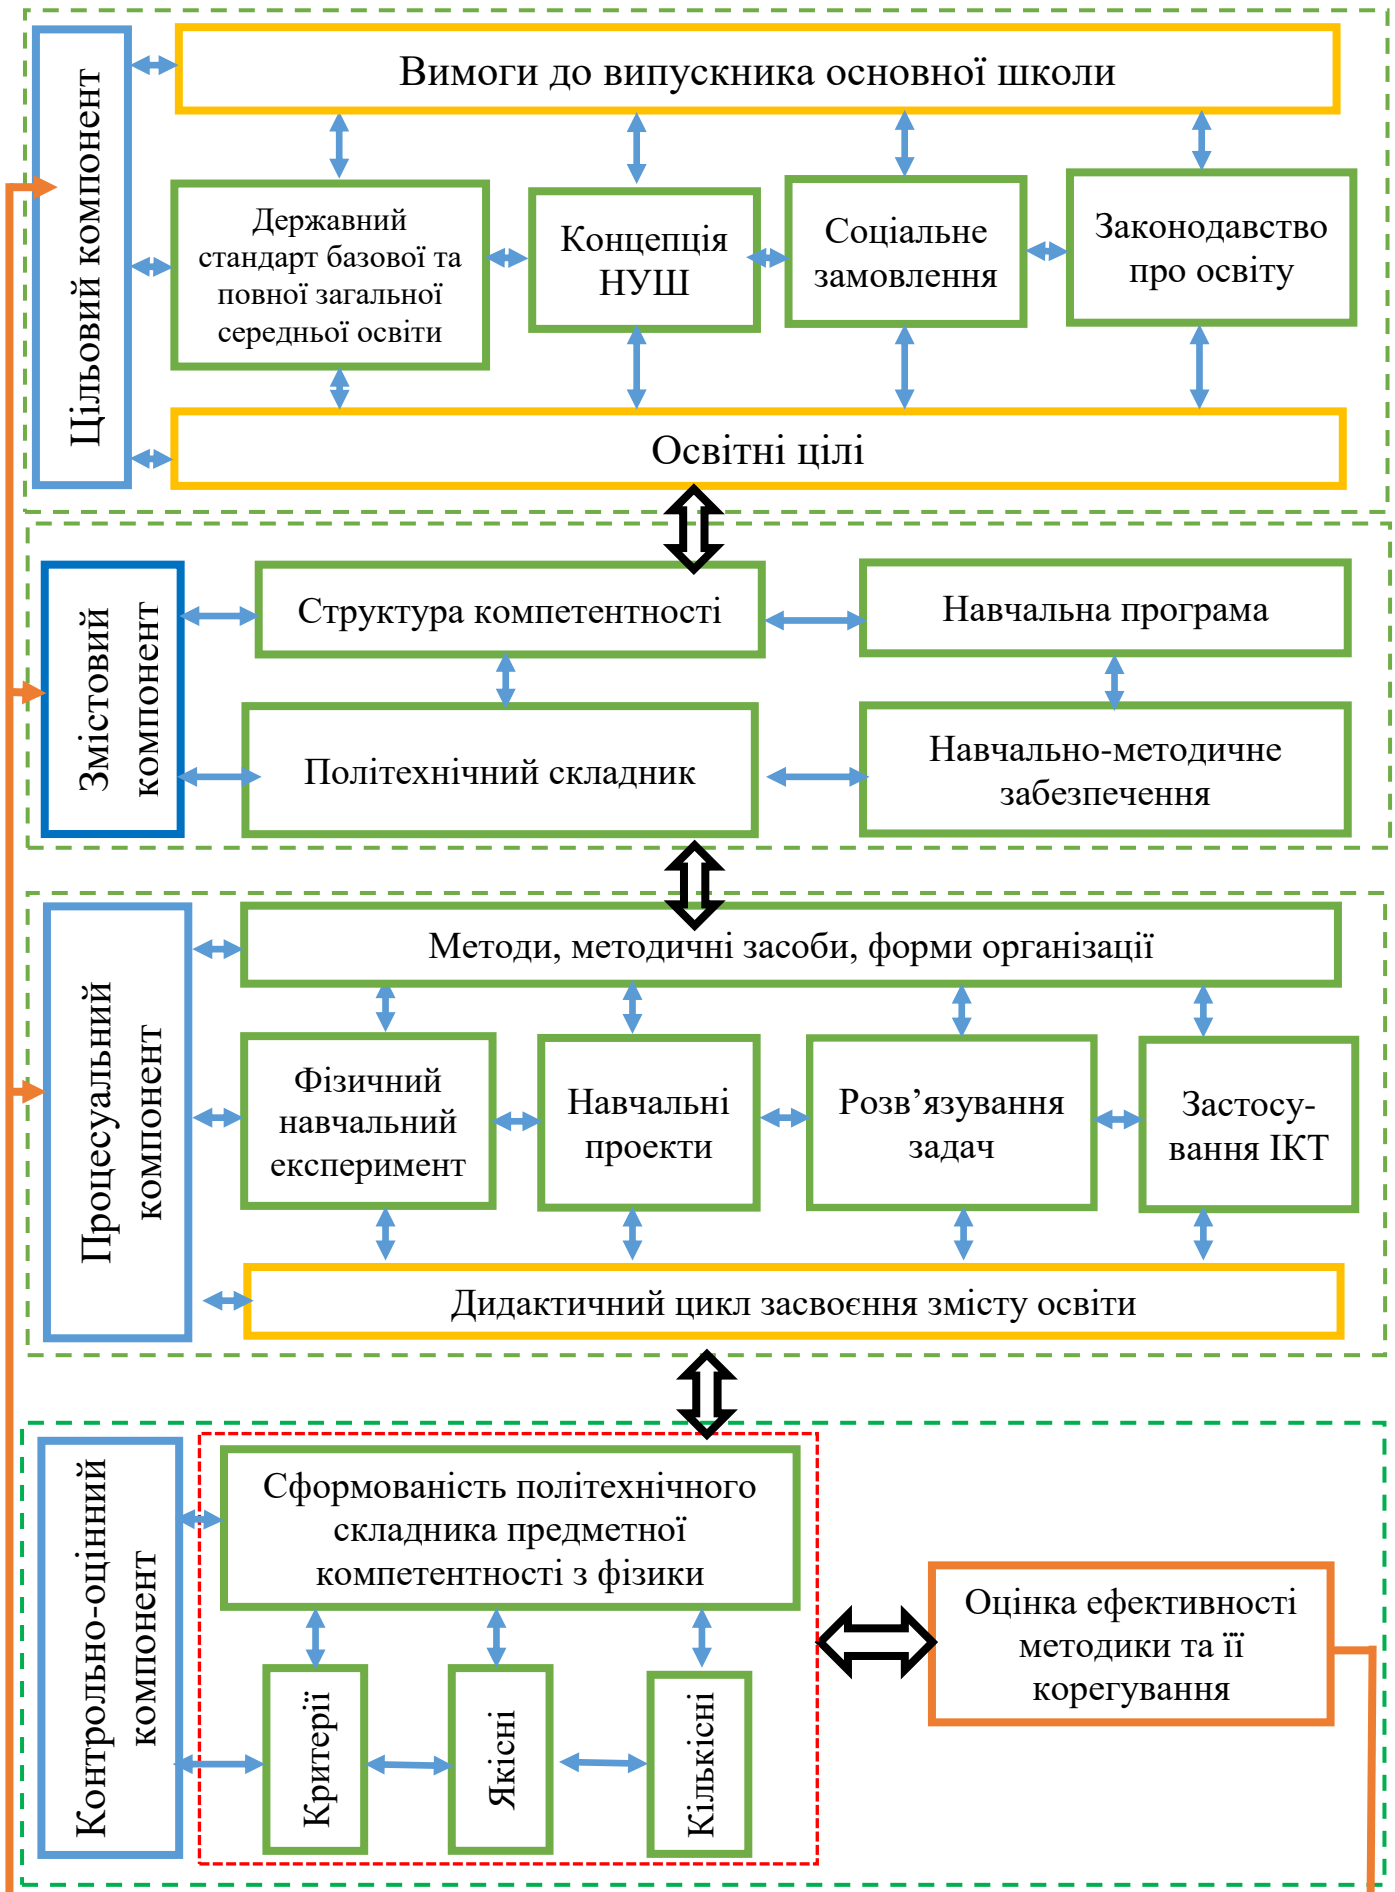 Цільовий компонент
Вимоги до випускника основної школи
Державний
стандарт базової та
повної загальної
середньої освіти
Концепція
НУШ
Соціальне
замовлення
Законодавство
про освіту
Освітні цілі
Змістовий
компонент
Структура компетентності
Навчальна програма
Політехнічний складник
Навчально-методичне
забезпечення
Процесуальний
компонент
Методи, методичні засоби, форми організації
Фізичний
навчальний
експеримент
Навчальні
проекти
Розв’язування
задач
Застосу-
вання ІКТ
Дидактичний цикл засвоєння змісту освіти
Контрольно-оцінний
компонент
Сформованість політехнічного
складника предметної
компетентності з фізики
Критерії
Якісні
Кількісні
Оцінка ефективності
методики та її
корегування